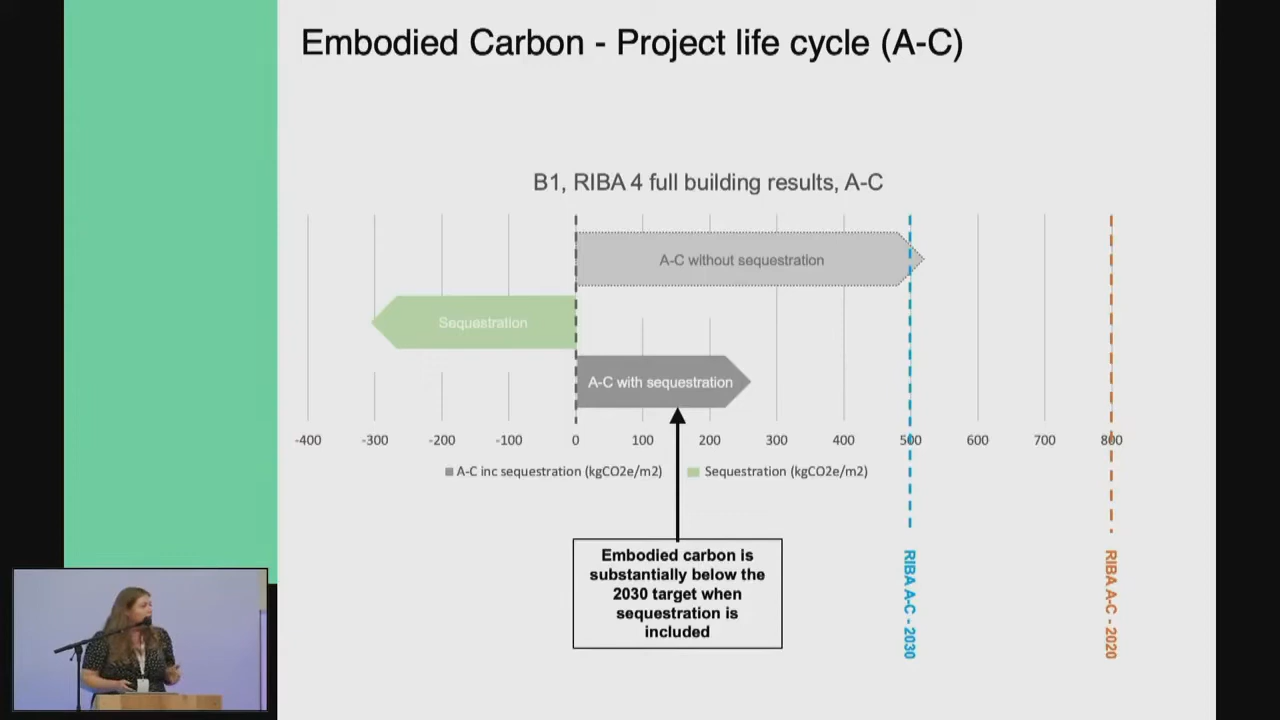 Embodied Carbon - Project life cycle (A-C)
B1, RIBA 4 full building results, A-C
A-C without sequestration
Sequestration
A-C with sequestration
-400 -300 -200 -100 0 100 200 300 400 500 600 700 800
A-C inc sequestration (kgCO2e/m2) Sequestration (kgCO2e/m2)
Embodied carbon is
substantially below the
2030 target when
sequestration is
included
RIBA A-C - 2030
RIBA A-C - 2020